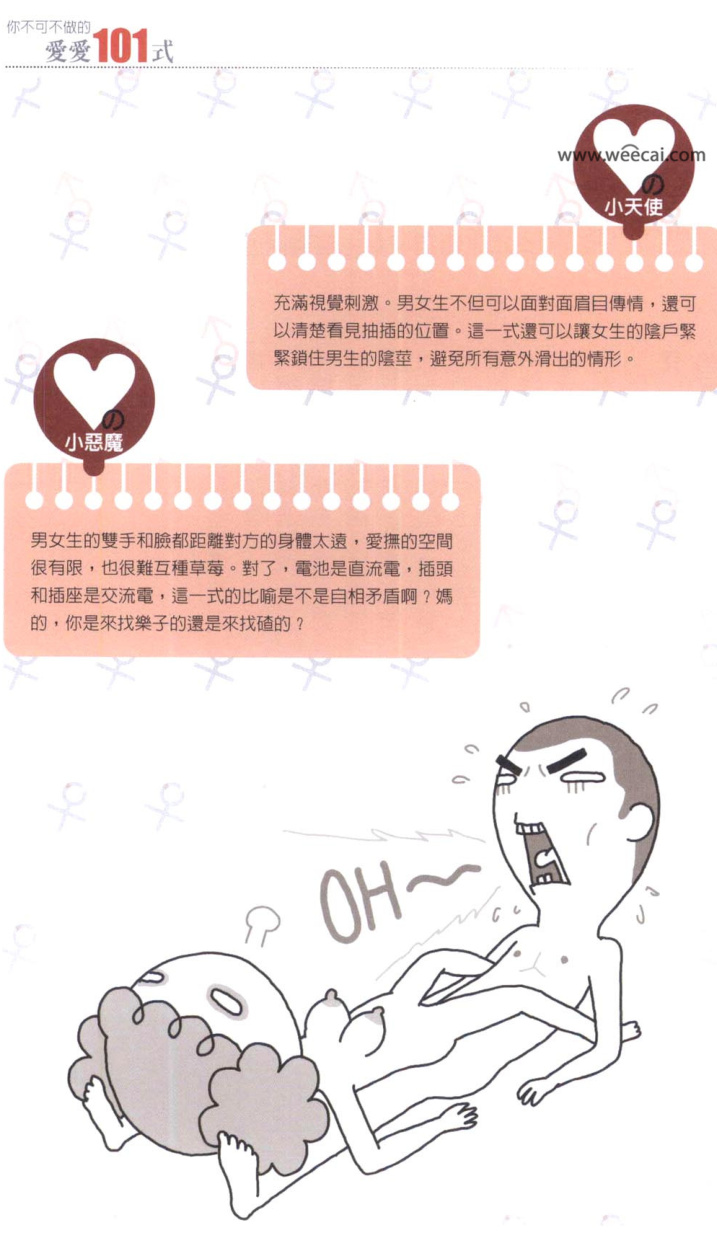 你不可不做的
愛愛101式
www.weecai.com
の
小天使
充滿視覺刺激。男女生不但可以面對面眉目傳情，還可
以清楚看見抽插的位置。這一式還可以讓女生的陰戶緊
緊鎖住男生的陰莖，避免所有意外滑出的情形。
の
小惡魔
男女生的雙手和臉都距離對方的身體太遠，愛撫的空間
很有限，也很難互種草莓。對了，電池是直流電，插頭
和插座是交流電，這一式的比喻是不是自相矛盾啊？媽
的，你是來找樂子的還是來找碴的？
OH~